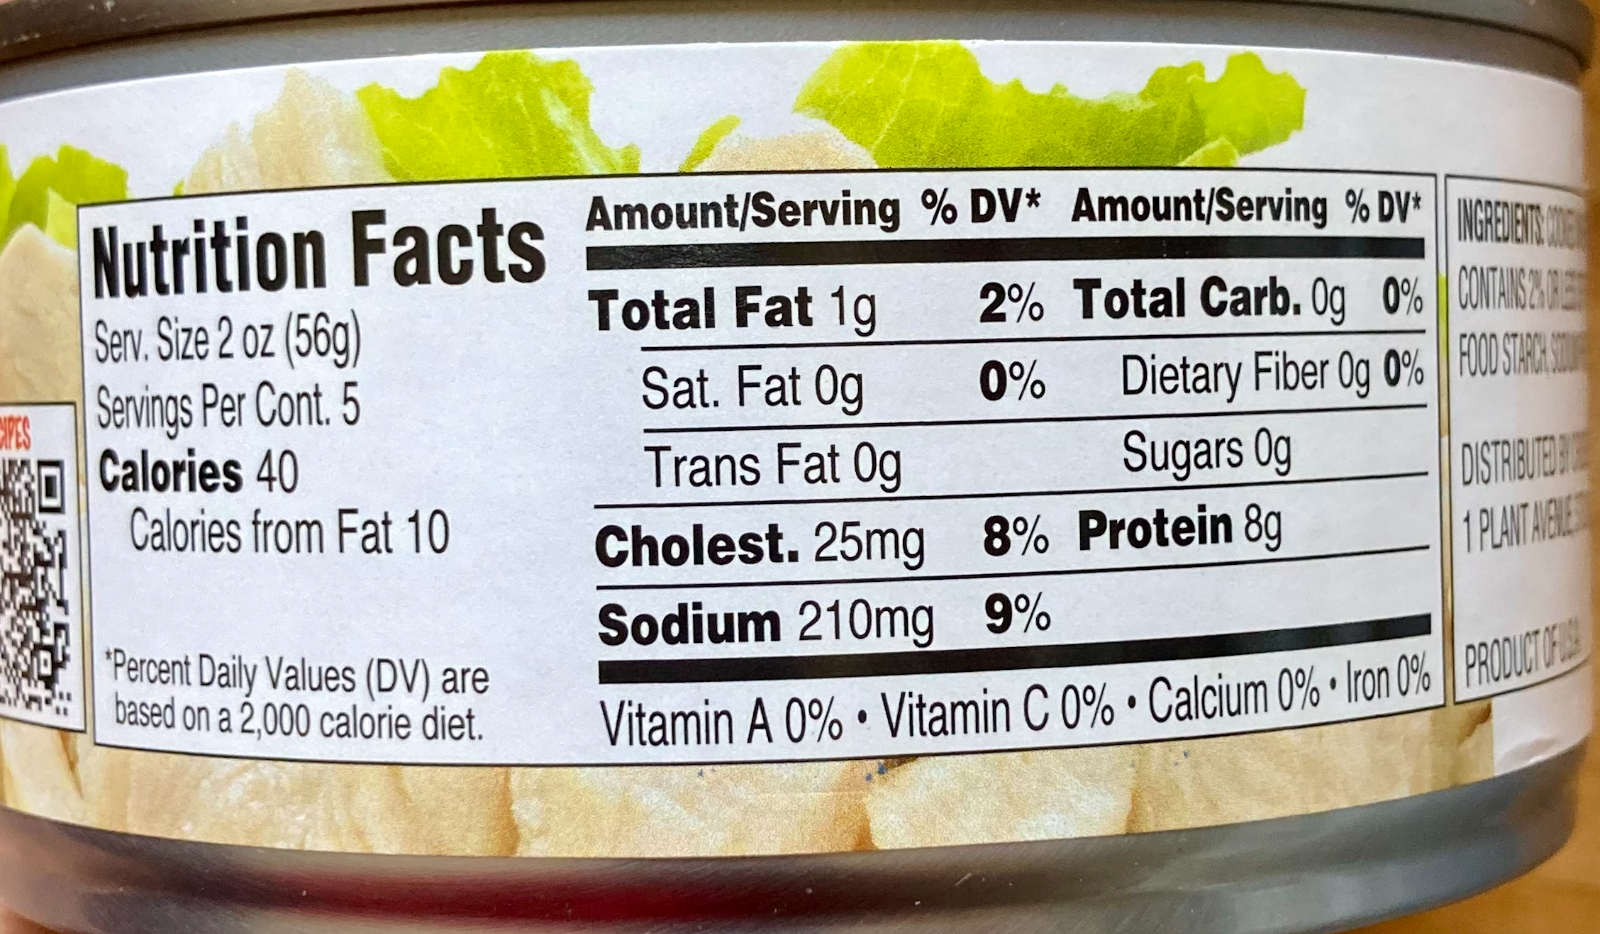 Nutrition Facts
Serv. Size 2 oz (56g)
Servings Per Cont. 5
Calories 40
Calories from Fat 10
*Percent Daily Values (DV) are
based on a 2,000 calorie diet.
Amount/Serving % DV* Amount/Serving % DV*
Total Fat 1g 2% Total Carb. 0g 0%
Sat. Fat 0g 0% Dietary Fiber 0g 0%
Trans Fat 0g Sugars 0g
Cholest. 25mg 8% Protein 8g
Sodium 210mg 9%
Vitamin A 0% • Vitamin C 0% • Calcium 0% • Iron 0%
INGREDIENTS:
CONTAINS 2% OR LESS
FOOD STARCH,
DISTRIBUTED BY
1 PLANT AVENUE,
PRODUCT OF USA